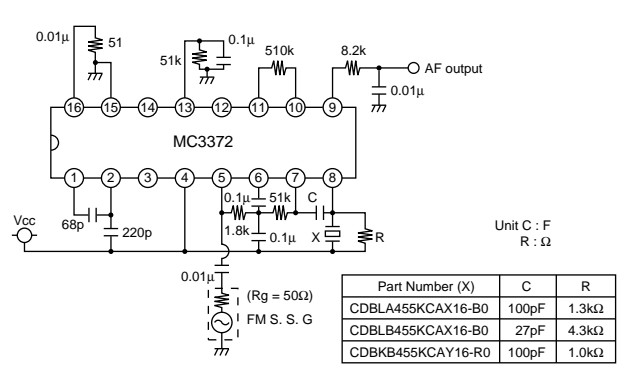 0.01μ
51
51k
0.1μ
510k
8.2k
AF output
0.01μ
16 15 14 13 12 11 10 9
MC3372
1 2 3 4 5 6 7 8
68p
220p
Vcc
0.1μ
51k
C
1.8k
0.1μ
X
R
0.01μ
(Rg = 50Ω)
FM S. S. G
Unit C : F
R : Ω
Part Number (X) C R
CDBLA455KCAX16-B0 100pF 1.3kΩ
CDBLB455KCAX16-B0 27pF 4.3kΩ
CDBKB455KCAY16-R0 100pF 1.0kΩ